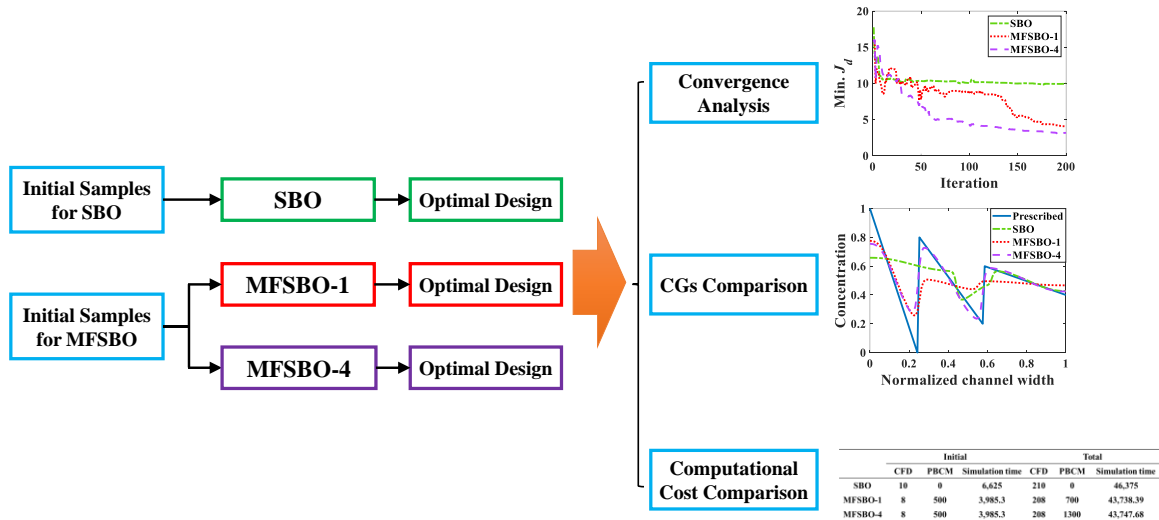 Initial Samples
for SBO
SBO
Optimal Design
Initial Samples
for MFSBO
MFSBO-1
Optimal Design
MFSBO-4
Optimal Design
Convergence
Analysis
Min. J_d
20
15
10
5
0
0 50 100 150 200
Iteration
SBO
MFSBO-1
MFSBO-4
CGs Comparison
Concentration
1
0.8
0.6
0.4
0.2
0
0 0.2 0.4 0.6 0.8 1
Normalized channel width
Prescribed
SBO
MFSBO-1
MFSBO-4
Computational
Cost Comparison
Initial Total
CFD PBCM Simulation time CFD PBCM Simulation time
SBO 10 0 6,625 210 0 46,375
MFSBO-1 8 500 3,985.3 208 700 43,738.39
MFSBO-4 8 500 3,985.3 208 1300 43,747.68